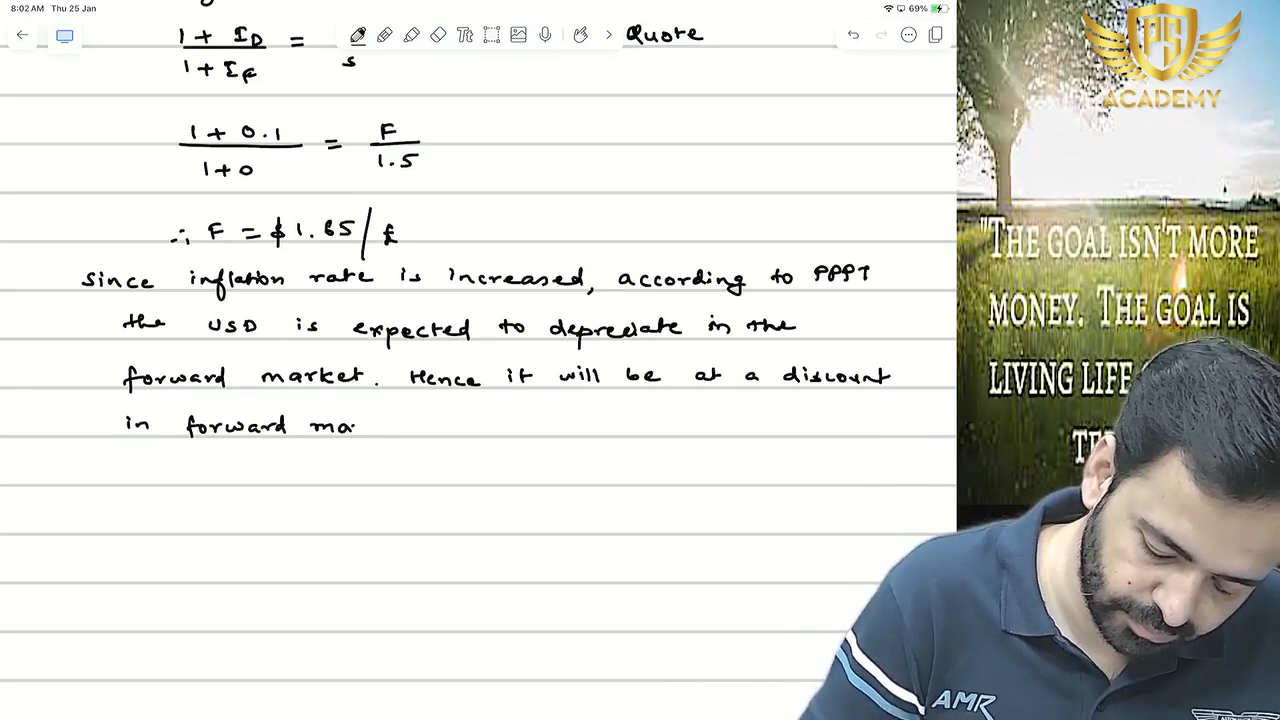 8:02 AM Thu 25 Jan
69%
1 + ID
1 + IF
=
S
Quote
1 + 0.1
1 + 0
=
F
1.5
∴ F = $1.65/£
since inflation rate is increased, according to PPPT
the USD is expected to depreciate in the
forward market. Hence it will be at a discount
in forward ma
PS
ACADEMY
"THE GOAL ISN'T MORE
MONEY. THE GOAL IS
LIVING LIFE
AMR